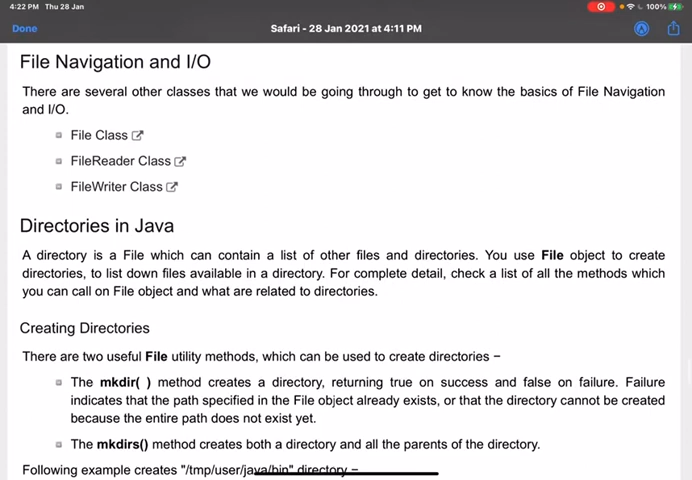 4:22 PM Thu 28 Jan
100%
Done
Safari - 28 Jan 2021 at 4:11 PM
File Navigation and I/O
There are several other classes that we would be going through to get to know the basics of File Navigation
and I/O.
File Class
FileReader Class
FileWriter Class
Directories in Java
A directory is a File which can contain a list of other files and directories. You use File object to create
directories, to list down files available in a directory. For complete detail, check a list of all the methods which
you can call on File object and what are related to directories.
Creating Directories
There are two useful File utility methods, which can be used to create directories −
The mkdir( ) method creates a directory, returning true on success and false on failure. Failure
indicates that the path specified in the File object already exists, or that the directory cannot be created
because the entire path does not exist yet.
The mkdirs() method creates both a directory and all the parents of the directory.
Following example creates "/tmp/user/java/bin" directory −